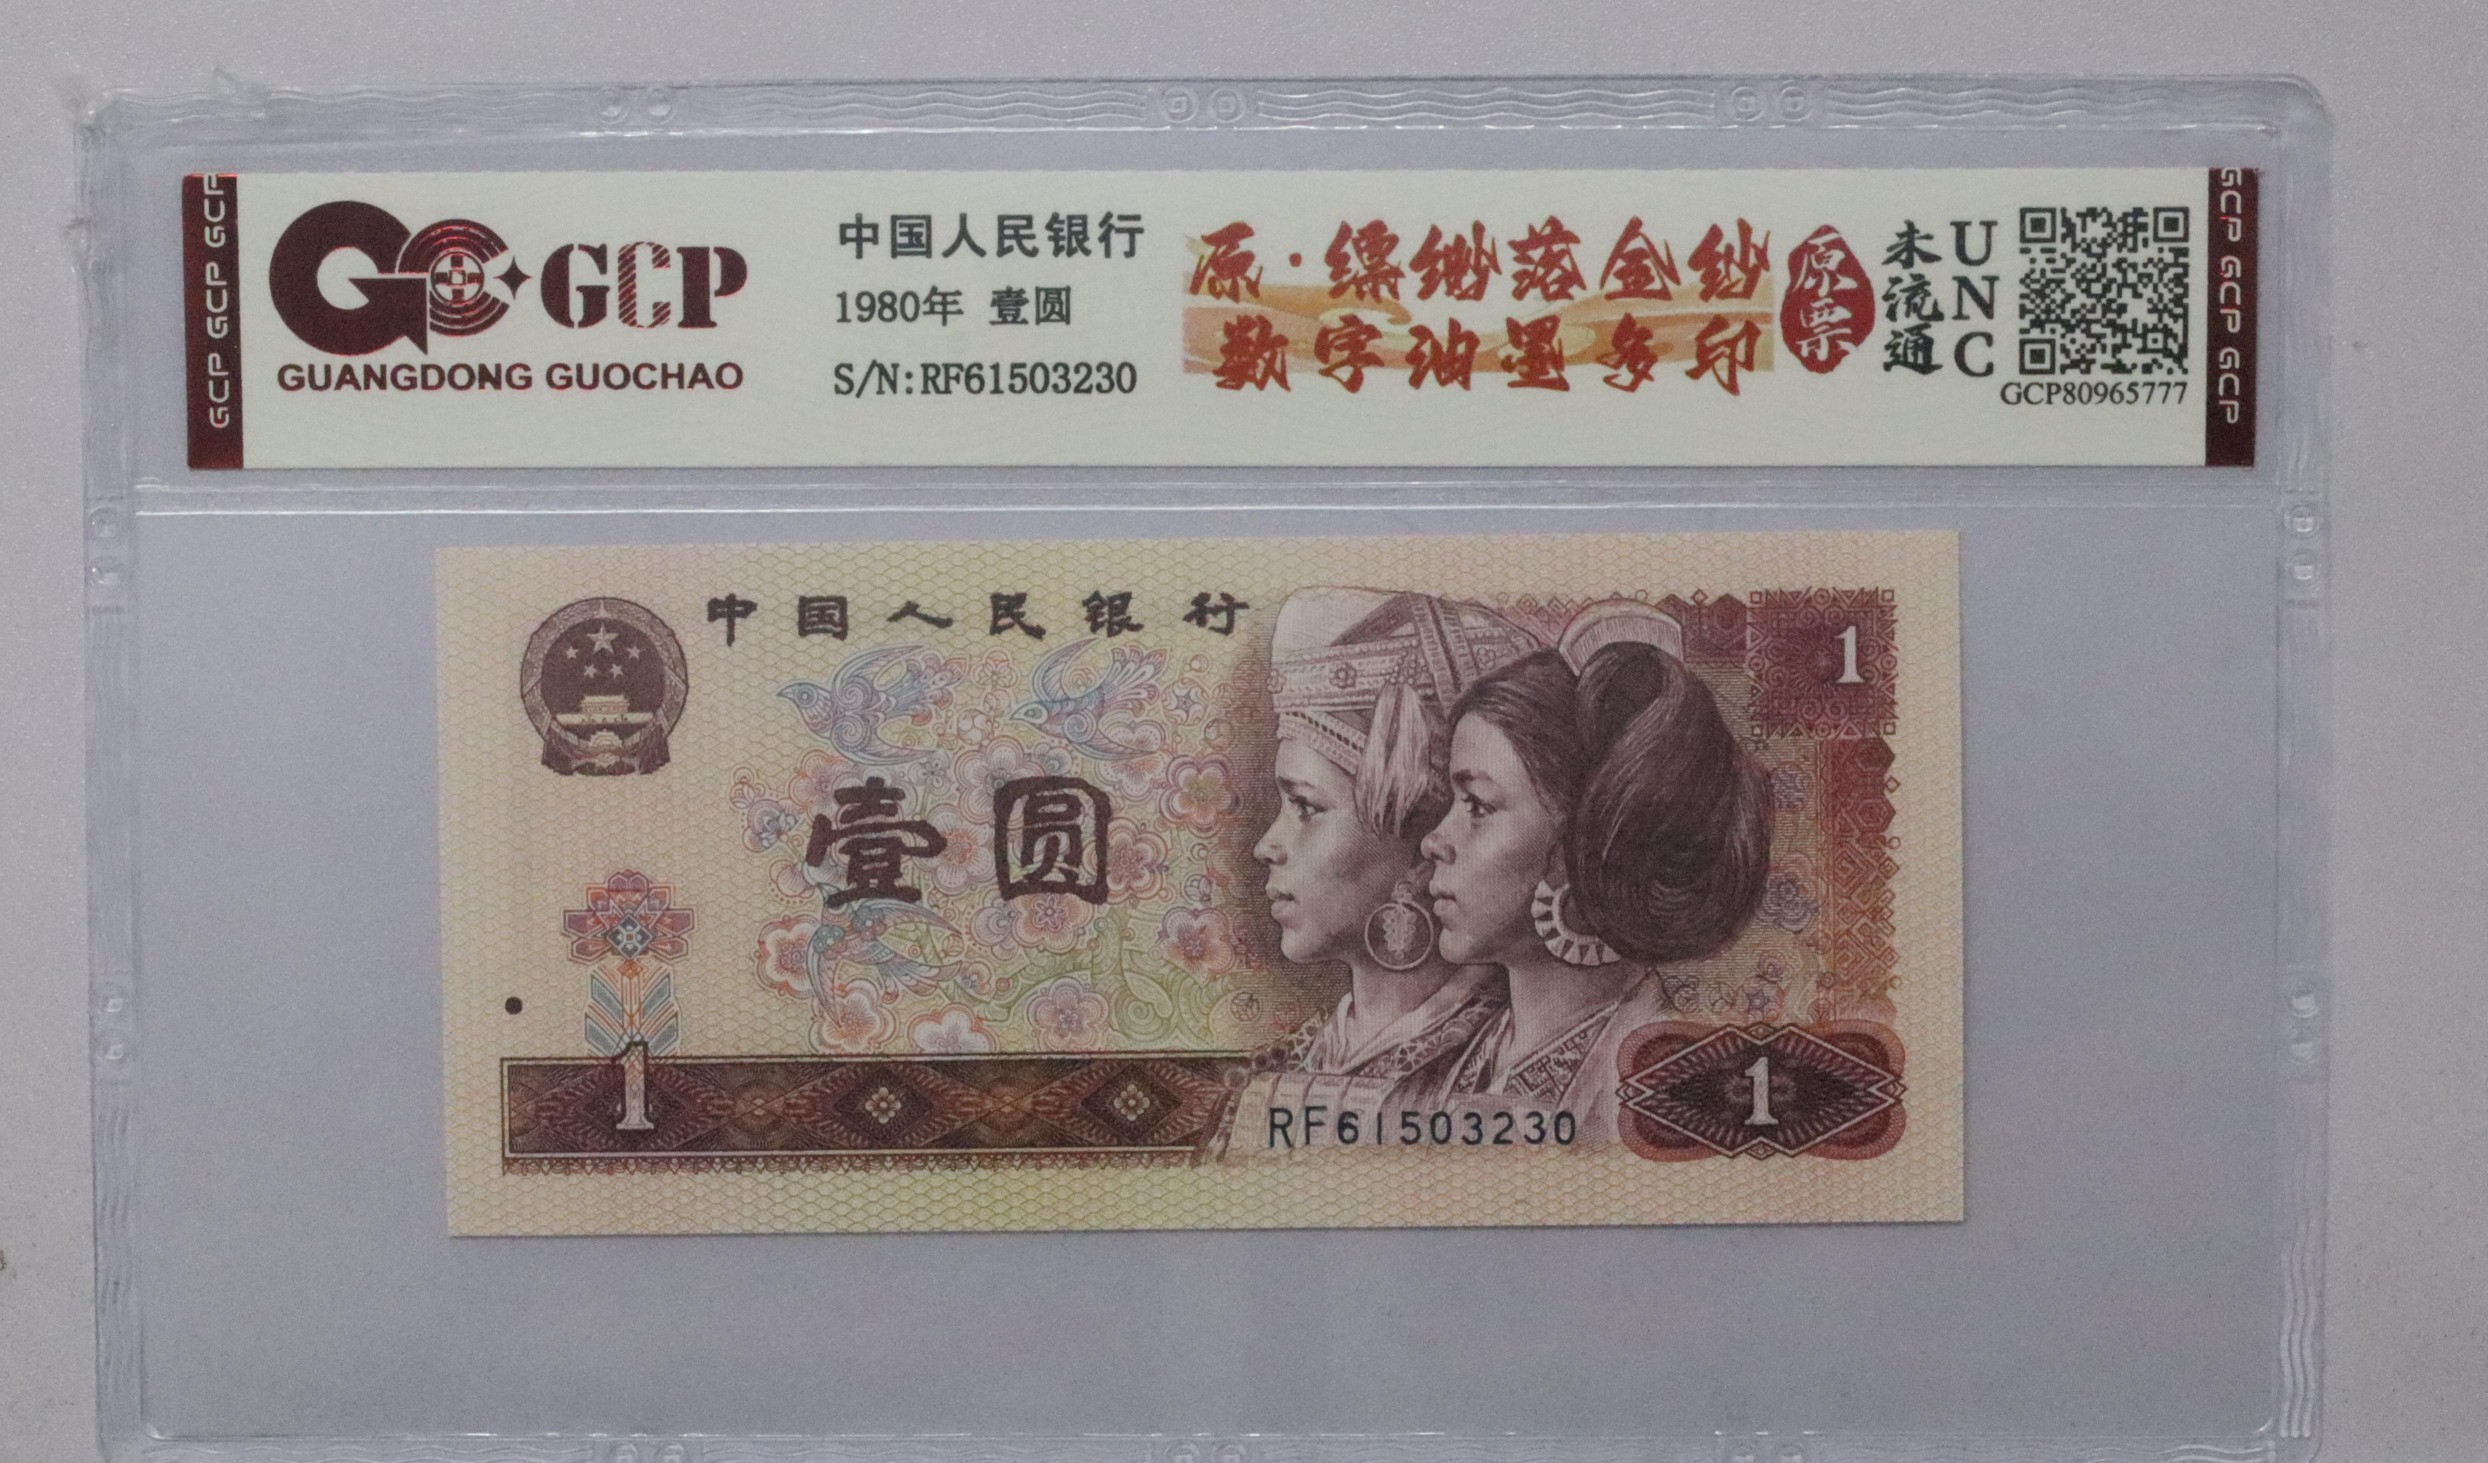 GCP GCP GCP
GCP
GUANGDONG GUOCHAO
中国人民银行
1980年 壹圆
S/N:RF61503230
原·缥缈落金纱
数字油墨多印
原票
未流通
UNC
GCP80965777
GCP GCP GCP
中国人民银行
1
壹圆
1
RF61503230
1